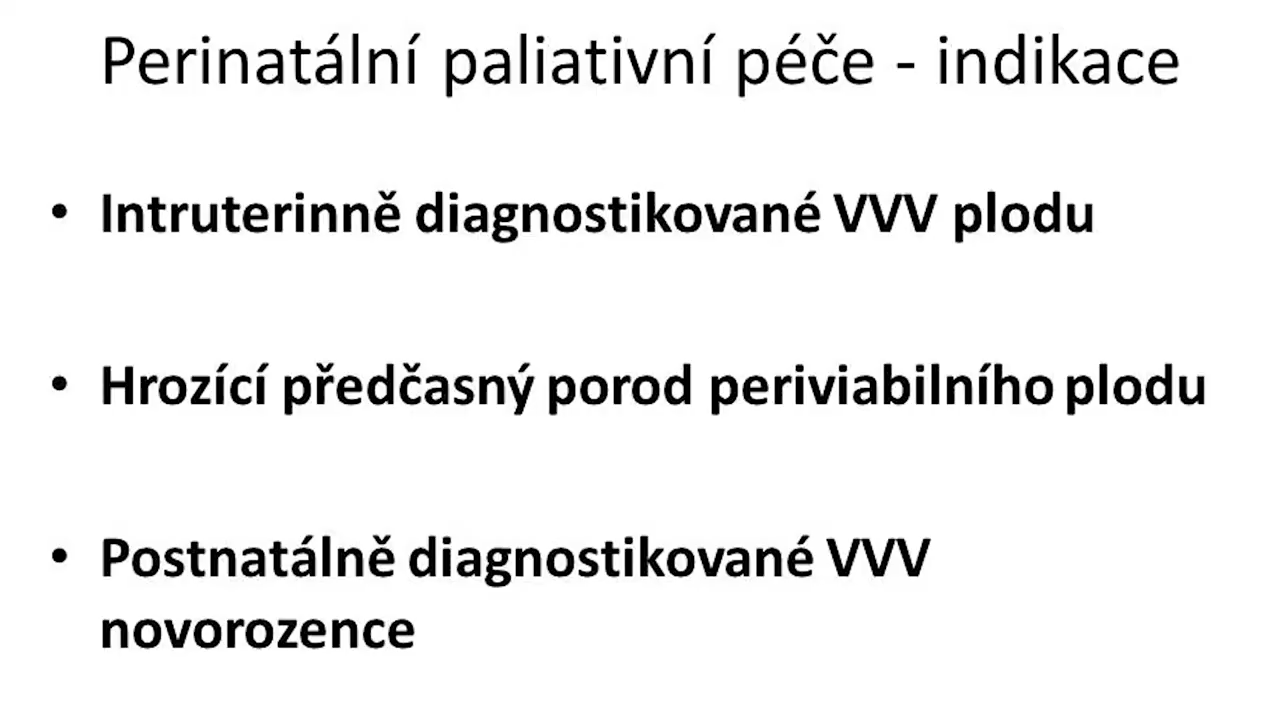 Perinatální paliativní péče - indikace
• Intruterinně diagnostikované VVV plodu
• Hrozící předčasný porod periviabilního plodu
• Postnatálně diagnostikované VVV
novorozence